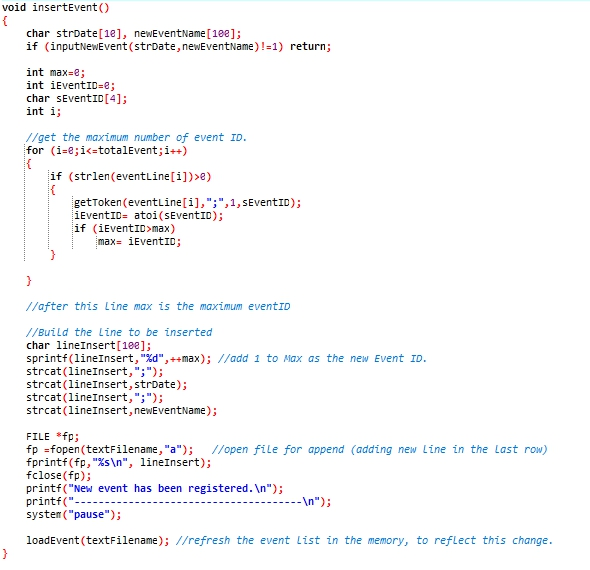 void insertEvent()
{
    char strDate[10], newEventName[100];
    if (inputNewEvent(strDate,newEventName)!=1) return;

    int max=0;
    int iEventID=0;
    char sEventID[4];
    int i;

    //get the maximum number of event ID.
    for (i=0;i<=totalEvent;i++)
    {
        if (strlen(eventLine[i])>0)
        {
            getToken(eventLine[i],";",1,sEventID);
            iEventID= atoi(sEventID);
            if (iEventID>max)
                max= iEventID;
        }

    }

    //after this line max is the maximum eventID

    //Build the line to be inserted
    char lineInsert[100];
    sprintf(lineInsert,"%d",++max); //add 1 to Max as the new Event ID.
    strcat(lineInsert,";");
    strcat(lineInsert,strDate);
    strcat(lineInsert,";");
    strcat(lineInsert,newEventName);

    FILE *fp;
    fp =fopen(textFilename,"a");   //open file for append (adding new line in the last row)
    fprintf(fp,"%s\n", lineInsert);
    fclose(fp);
    printf("New event has been registered.\n");
    printf("--------------------------------------\n");
    system("pause");

    loadEvent(textFilename); //refresh the event list in the memory, to reflect this change.
}